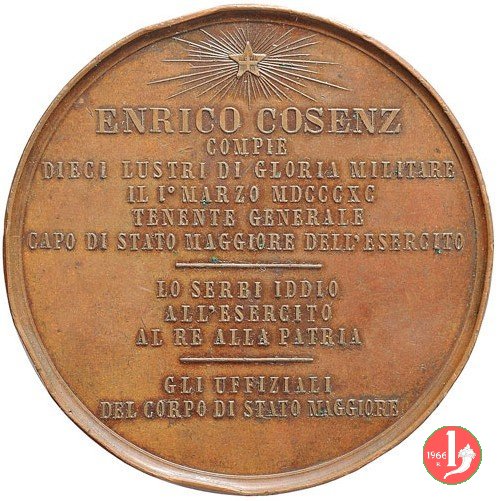 ENRICO COSENZ
COMPIE
DIECI LUSTRI DI GLORIA MILITARE
IL 1º MARZO MDCCCXC
TENENTE GENERALE
CAPO DI STATO MAGGIORE DELL'ESERCITO
LO SERBI IDDIO
ALL'ESERCITO
AL RE ALLA PATRIA
GLI UFFIZIALI
DEL CORPO DI STATO MAGGIORE
1966
R